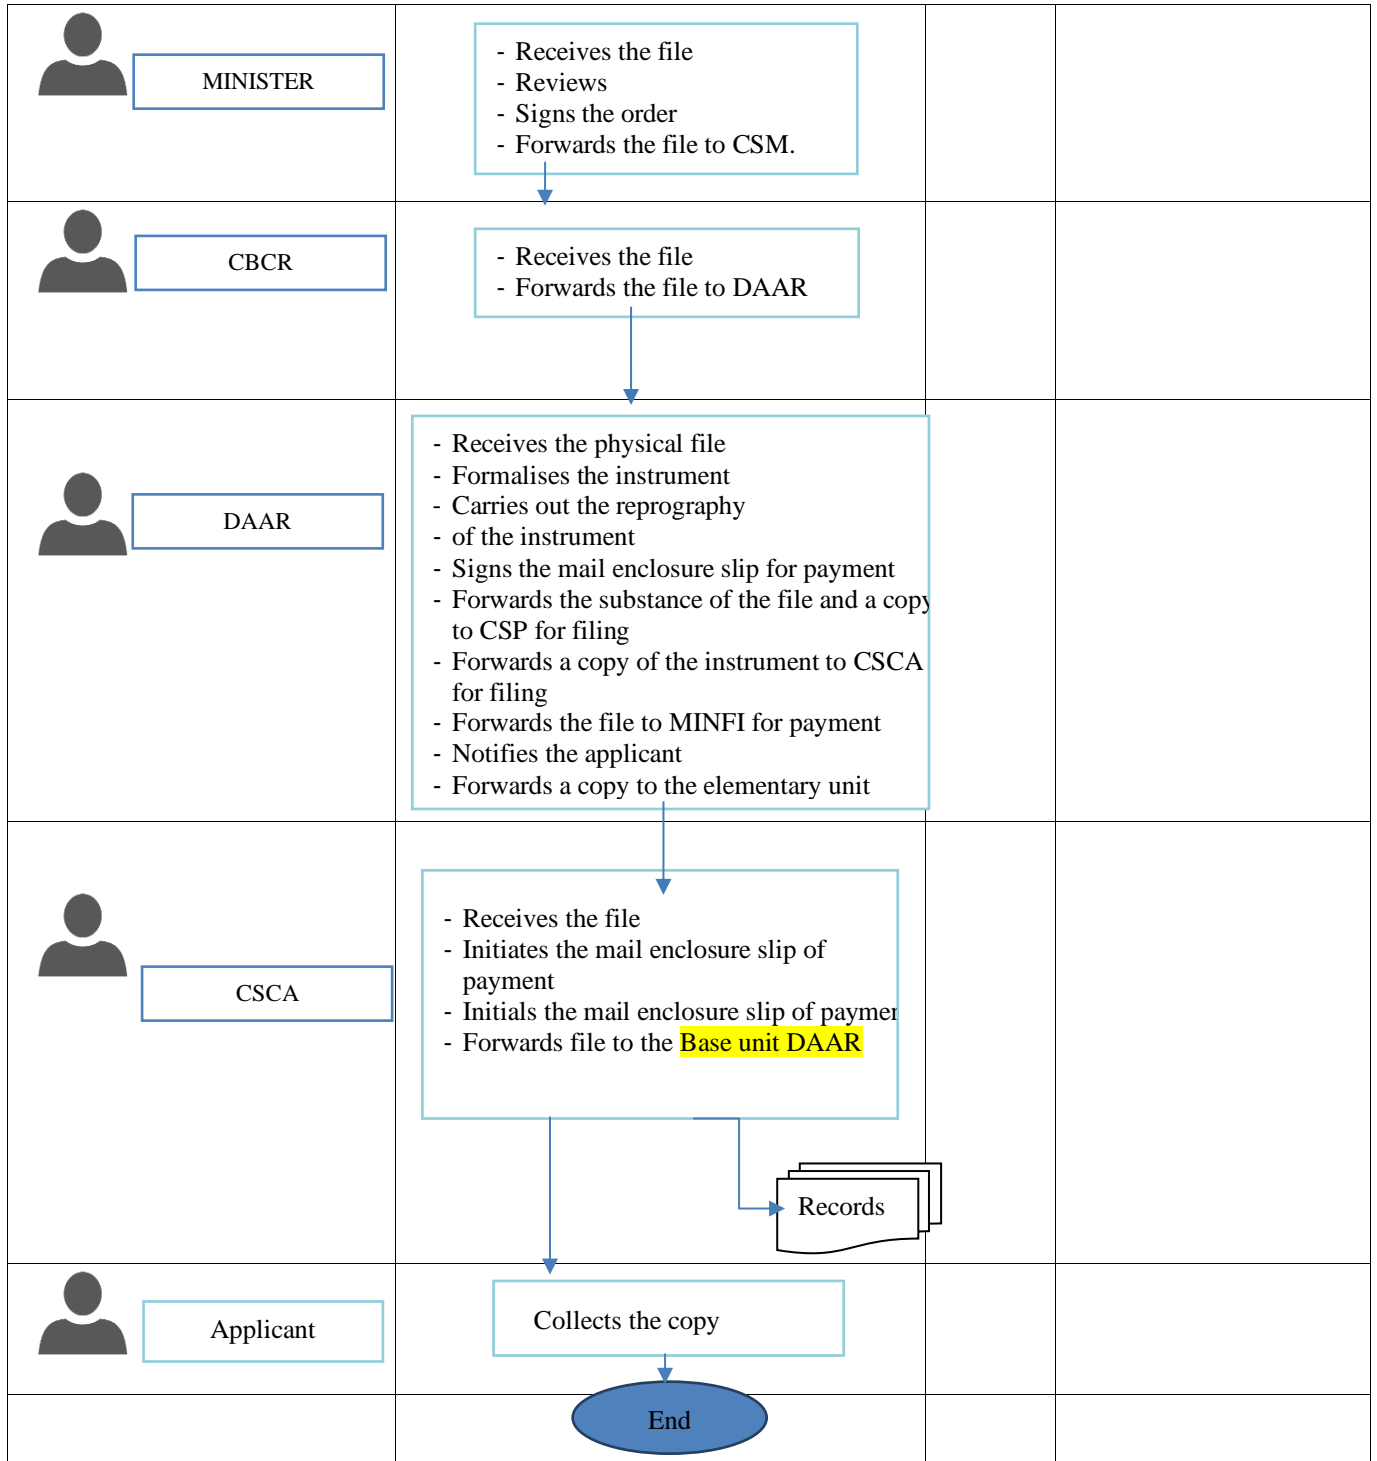 MINISTER
- Receives the file
- Reviews
- Signs the order
- Forwards the file to CSM.
CBCR
- Receives the file
- Forwards the file to DAAR
DAAR
- Receives the physical file
- Formalises the instrument
- Carries out the reprography
- of the instrument
- Signs the mail enclosure slip for payment
- Forwards the substance of the file and a copy
to CSP for filing
- Forwards a copy of the instrument to CSCA
for filing
- Forwards the file to MINFI for payment
- Notifies the applicant
- Forwards a copy to the elementary unit
CSCA
- Receives the file
- Initiates the mail enclosure slip of
payment
- Initials the mail enclosure slip of paymen
- Forwards file to the Base unit DAAR
Records
Applicant
Collects the copy
End